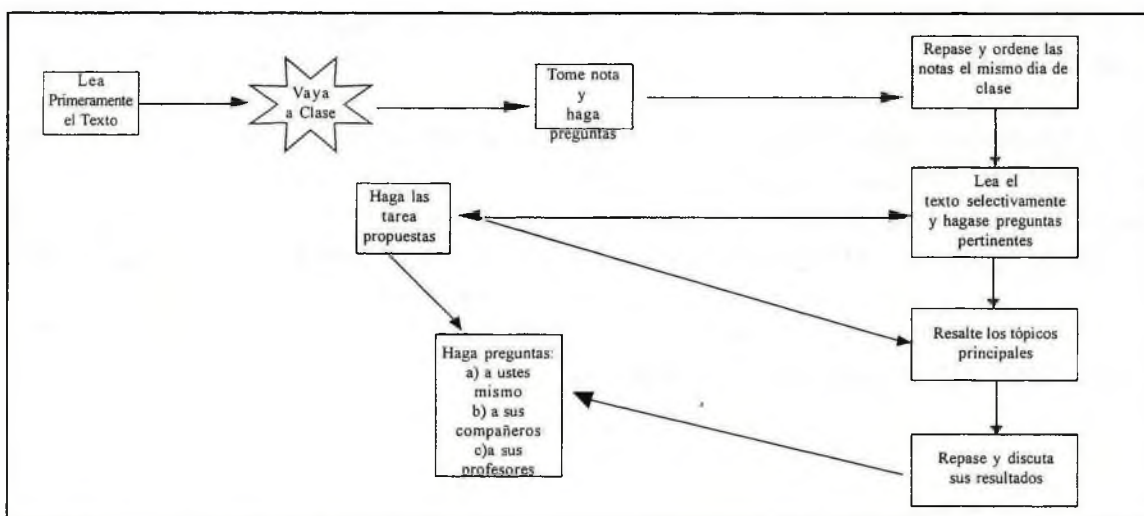 Lea
Primeramente
el Texto
Vaya
a Clase
Tome nota
y
haga
preguntas
Repase y ordene las
notas el mismo dia de
clase
Lea el
texto selectivamente
y hagase preguntas
pertinentes
Haga las
tarea
propuestas
Resalte los tópicos
principales
Haga preguntas:
a) a ustes
mismo
b) a sus
compañeros
c)a sus
profesores
Repase y discuta
sus resultados